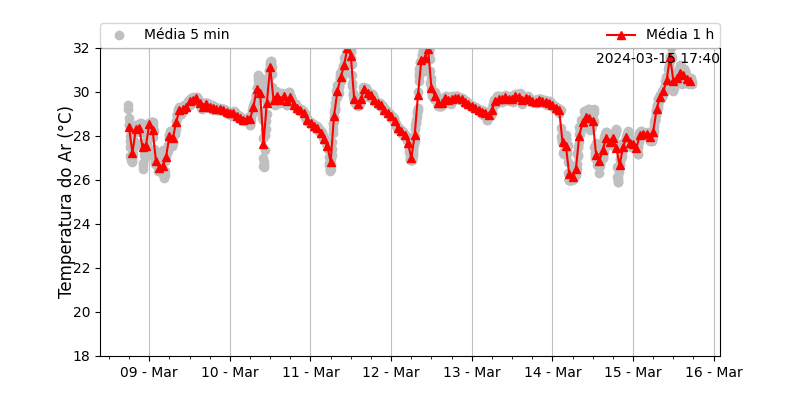 Média 5 min
Média 1 h
2024-03-15 17:40
Temperatura do Ar (°C)
32
30
28
26
24
22
20
18
09 - Mar
10 - Mar
11 - Mar
12 - Mar
13 - Mar
14 - Mar
15 - Mar
16 - Mar